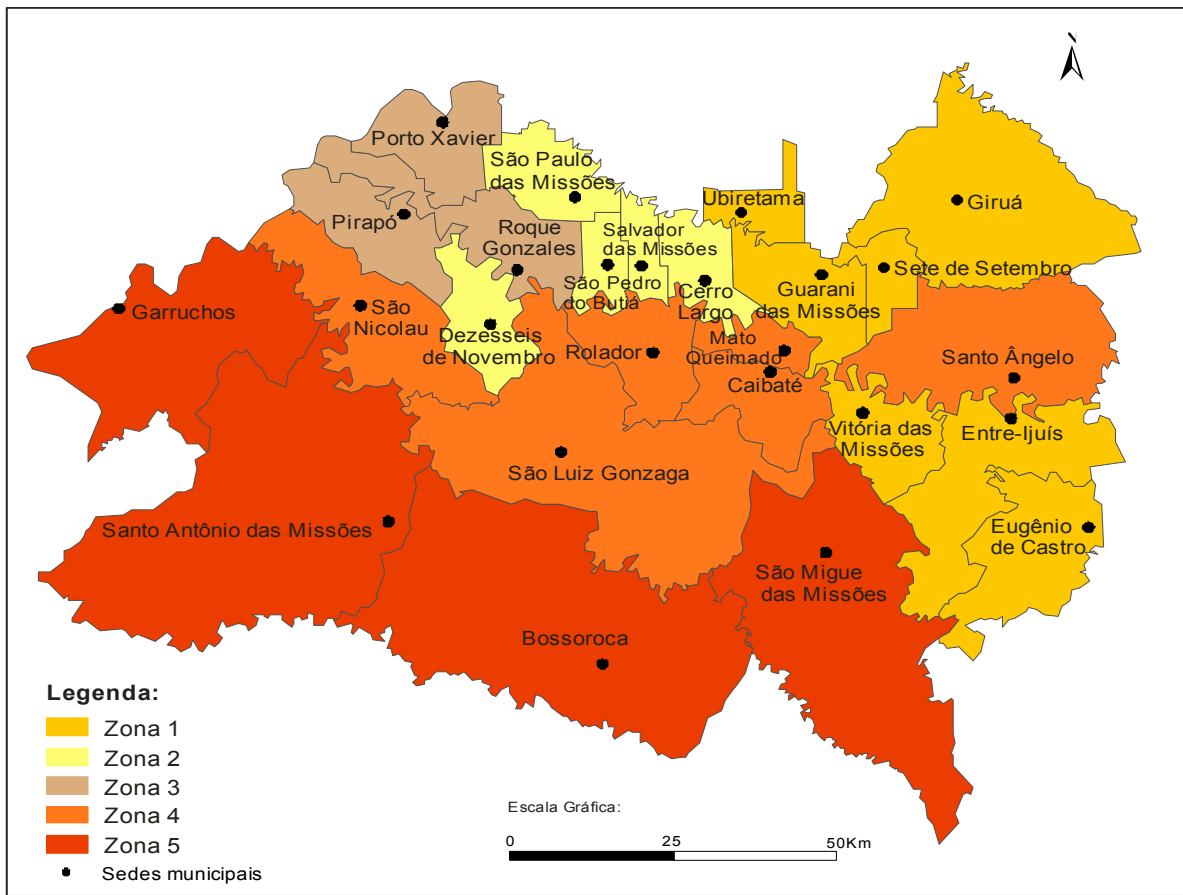 Porto Xavier
São Paulo
das Missões
Ubiretama
Giruá
Pirapó
Roque
Gonzales
Salvador
das Missões
Sete de Setembro
São Pedro
do Butiá
Cerro
Largo
Guarani
das Missões
Garruchos
São
Nicolau
Dezesseis
de Novembro
Rolador
Mato
Queimado
Caibaté
Santo Ângelo
Vitória das
Missões
Entre-Ijuís
São Luiz Gonzaga
Santo Antônio das Missões
Eugênio
de Castro
São Migue
das Missões
Bossoroca
Legenda:
Zona 1
Zona 2
Zona 3
Zona 4
Zona 5
Sedes municipais
Escala Gráfica:
0 25 50Km